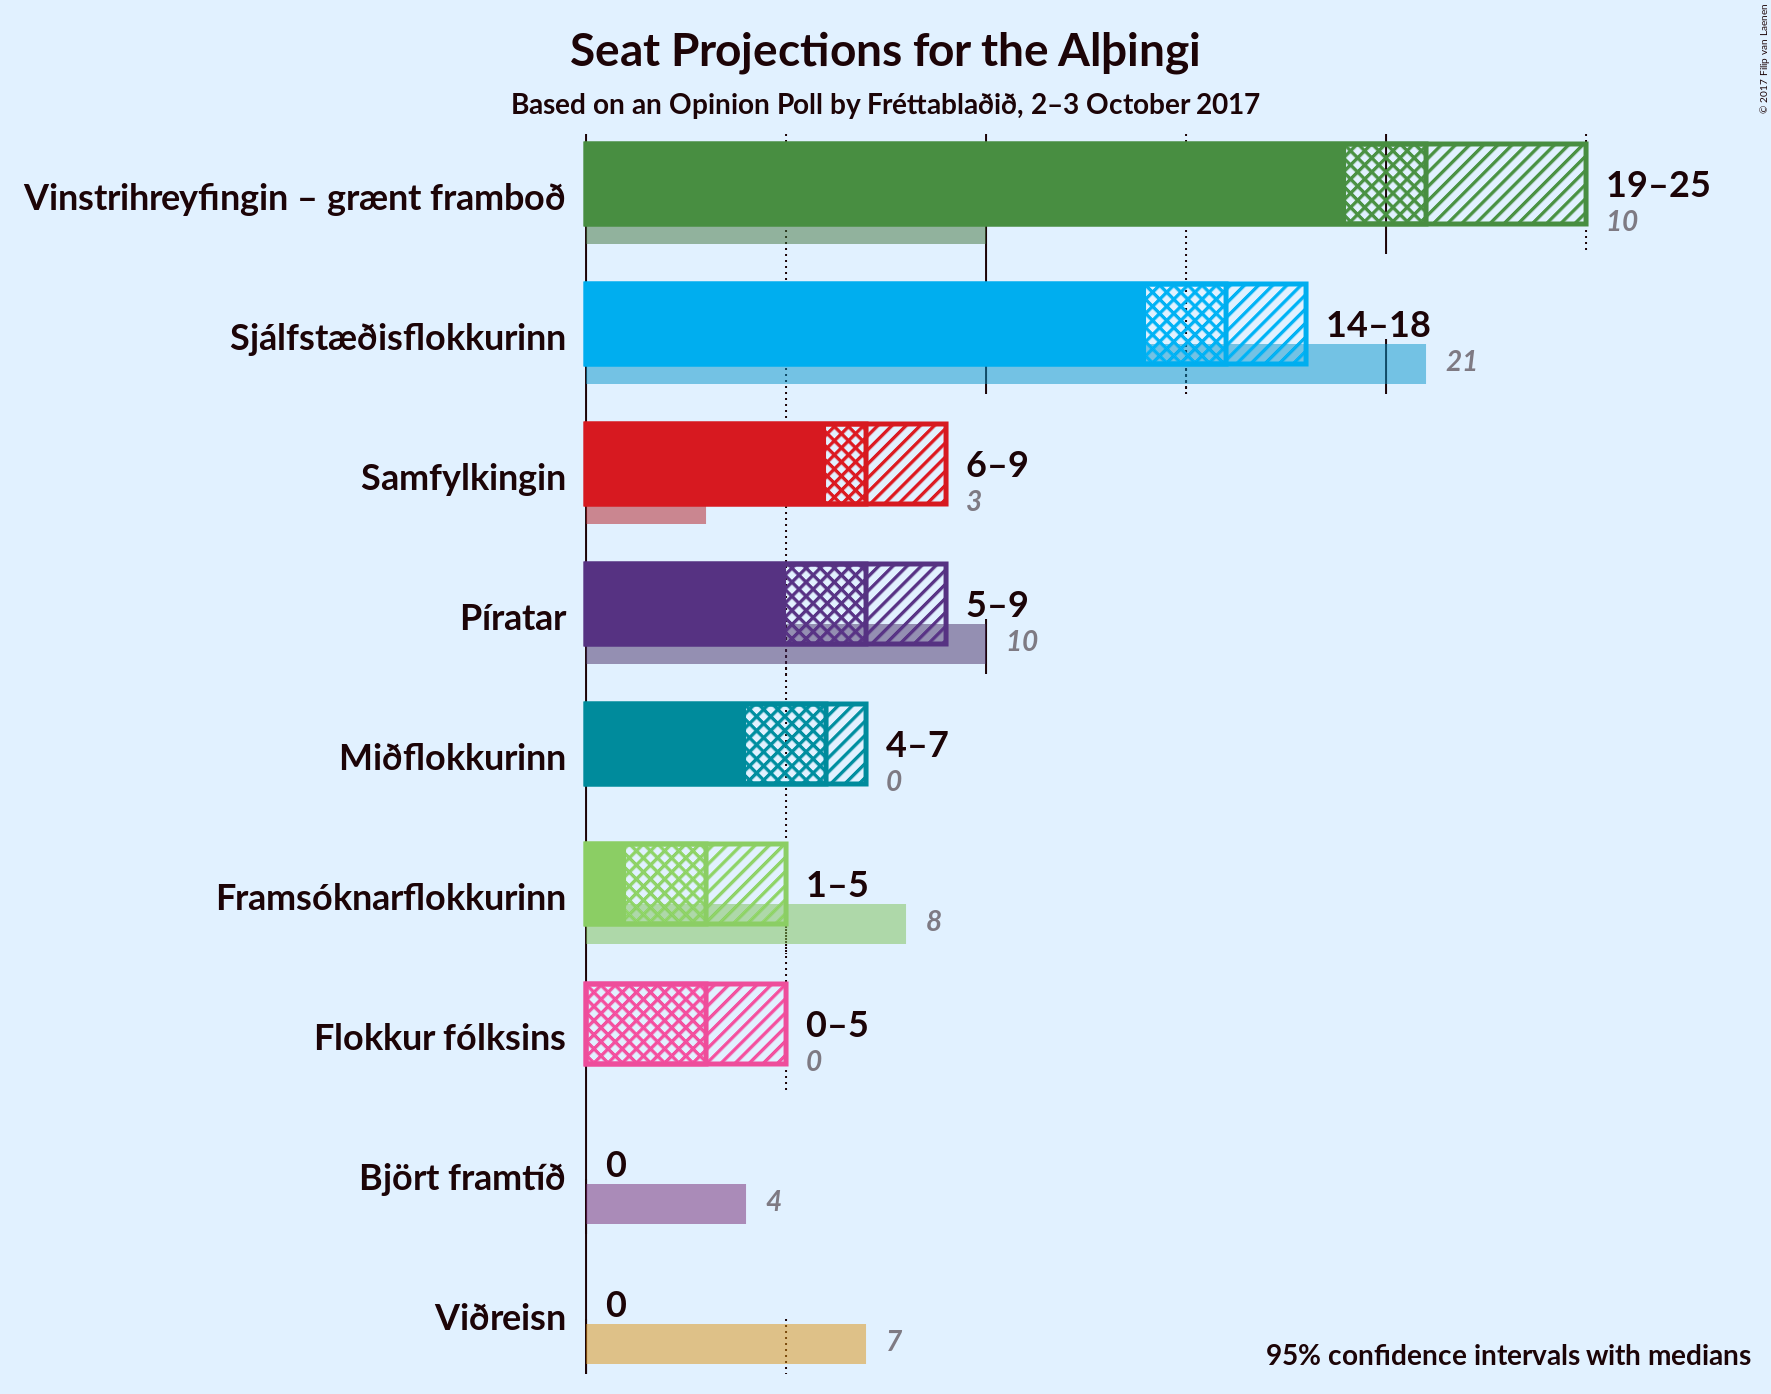 Seat Projections for the Alþingi
Based on an Opinion Poll by Fréttablaðið, 2–3 October 2017
© 2017 Filip van Laenen
Vinstrihreyfingin – grænt framboð
19–25
10
Sjálfstæðisflokkurinn
14–18
21
Samfylkingin
6–9
3
Píratar
5–9
10
Miðflokkurinn
4–7
0
Framsóknarflokkurinn
1–5
8
Flokkur fólksins
0–5
0
Björt framtíð
0
4
Viðreisn
0
7
95% confidence intervals with medians